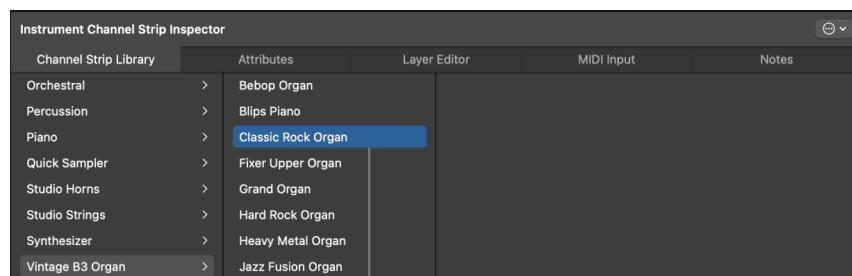 Instrument Channel Strip Inspector
Channel Strip Library Attributes Layer Editor MIDI Input Notes
Orchestral Bebop Organ
Percussion Blips Piano
Piano Classic Rock Organ
Quick Sampler Fixer Upper Organ
Studio Horns Grand Organ
Studio Strings Hard Rock Organ
Synthesizer Heavy Metal Organ
Vintage B3 Organ Jazz Fusion Organ